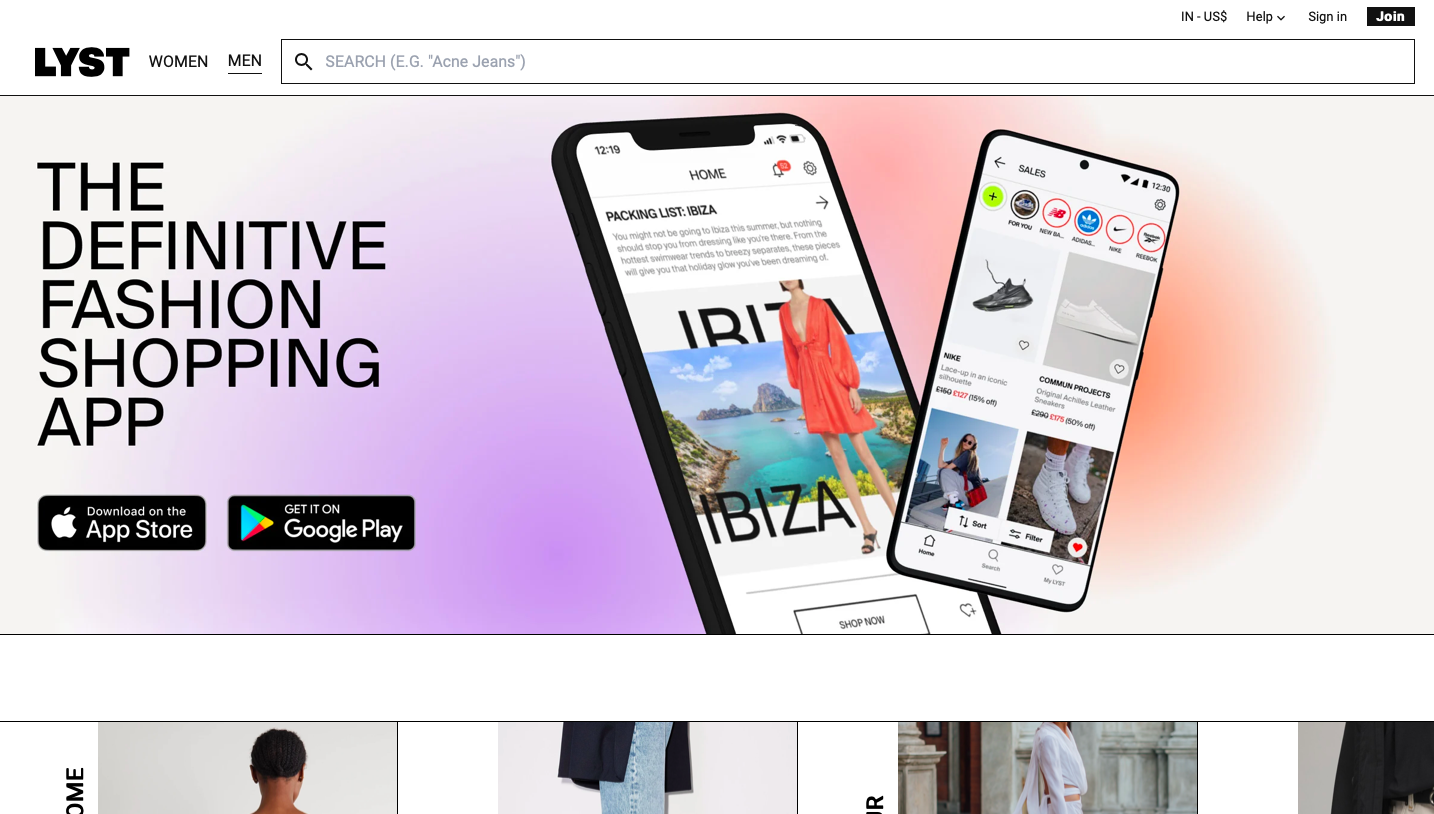 IN - US$ Help Sign in Join
LYST WOMEN MEN SEARCH (E.G. "Acne Jeans")
THE
DEFINITIVE
FASHION
SHOPPING
APP
Download on the
App Store
GET IT ON
Google Play
12:19
HOME
PACKING LIST: IBIZA
You might not be going to Ibiza this summer, but nothing
should stop you from dressing like you're there. From the
hottest swimwear trends to breezy separates, these pieces
will give you that holiday glow you've been dreaming of.
IBIZA
IBIZA
SHOP NOW
12:30
SALES
FOR YOU
NEW BA...
ADIDAS...
NIKE
REEBOK
NIKE
Lace-up in an iconic
silhouette
£150 £127 (15% off)
COMMUN PROJECTS
Original Achilles Leather
Sneakers
£290 £175 (50% off)
Sort
Filter
Home
Search
My LYST
OME
UR